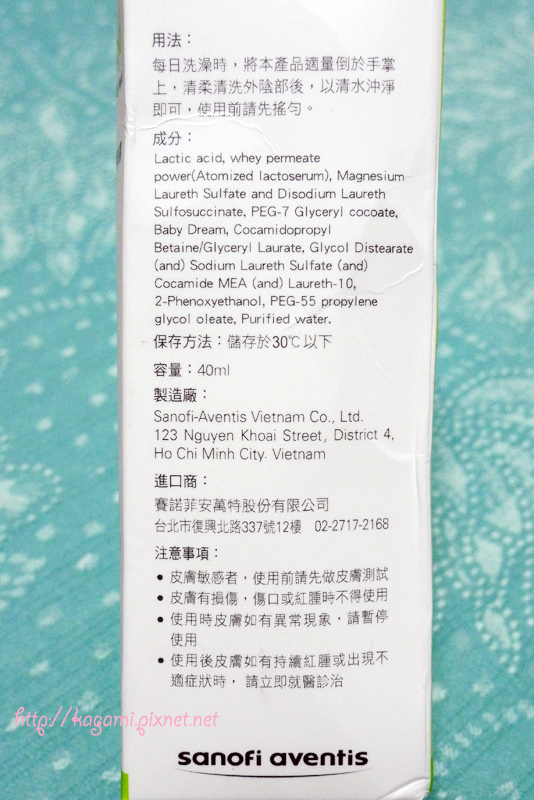 用法：
每日洗澡時，將本產品適量倒於手掌
上，清柔清洗外陰部後，以清水沖淨
即可，使用前請先搖勻。
成分：
Lactic acid, whey permeate
power(Atomized lactoserum), Magnesium
Laureth Sulfate and Disodium Laureth
Sulfosuccinate, PEG-7 Glyceryl cocoate,
Baby Dream, Cocamidopropyl
Betaine/Glyceryl Laurate, Glycol Distearate
(and) Sodium Laureth Sulfate (and)
Cocamide MEA (and) Laureth-10,
2-Phenoxyethanol, PEG-55 propylene
glycol oleate, Purified water.
保存方法：儲存於30℃以下
容量：40ml
製造廠：
Sanofi-Aventis Vietnam Co., Ltd.
123 Nguyen Khoai Street, District 4,
Ho Chi Minh City. Vietnam
進口商：
賽諾菲安萬特股份有限公司
台北市復興北路337號12樓 02-2717-2168
注意事項：
• 皮膚敏感者，使用前請先做皮膚測試
• 皮膚有損傷，傷口或紅腫時不得使用
• 使用時皮膚如有異常現象，請暫停
使用
• 使用後皮膚如有持續紅腫或出現不
適症狀時，請立即就醫診治
http://kagami.pixnet.net
sanofi aventis